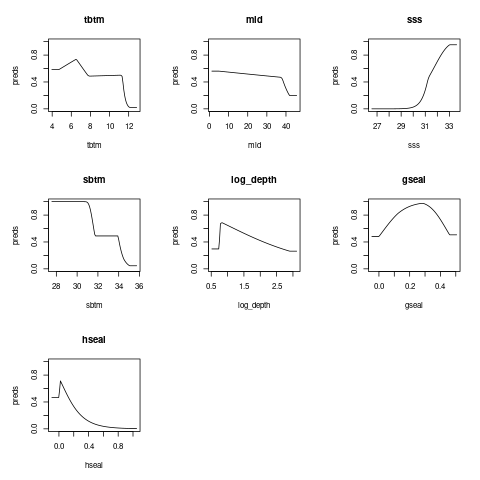 tbtm
preds
0.0 0.4 0.8
4 6 8 10 12
tbtm
mld
preds
0.0 0.4 0.8
0 10 20 30 40
mld
sss
preds
0.0 0.4 0.8
27 29 31 33
sss
sbtm
preds
0.0 0.4 0.8
28 30 32 34 36
sbtm
log_depth
preds
0.0 0.4 0.8
0.5 1.5 2.5
log_depth
gseal
preds
0.0 0.4 0.8
0.0 0.2 0.4
gseal
hseal
preds
0.0 0.4 0.8
0.0 0.4 0.8
hseal